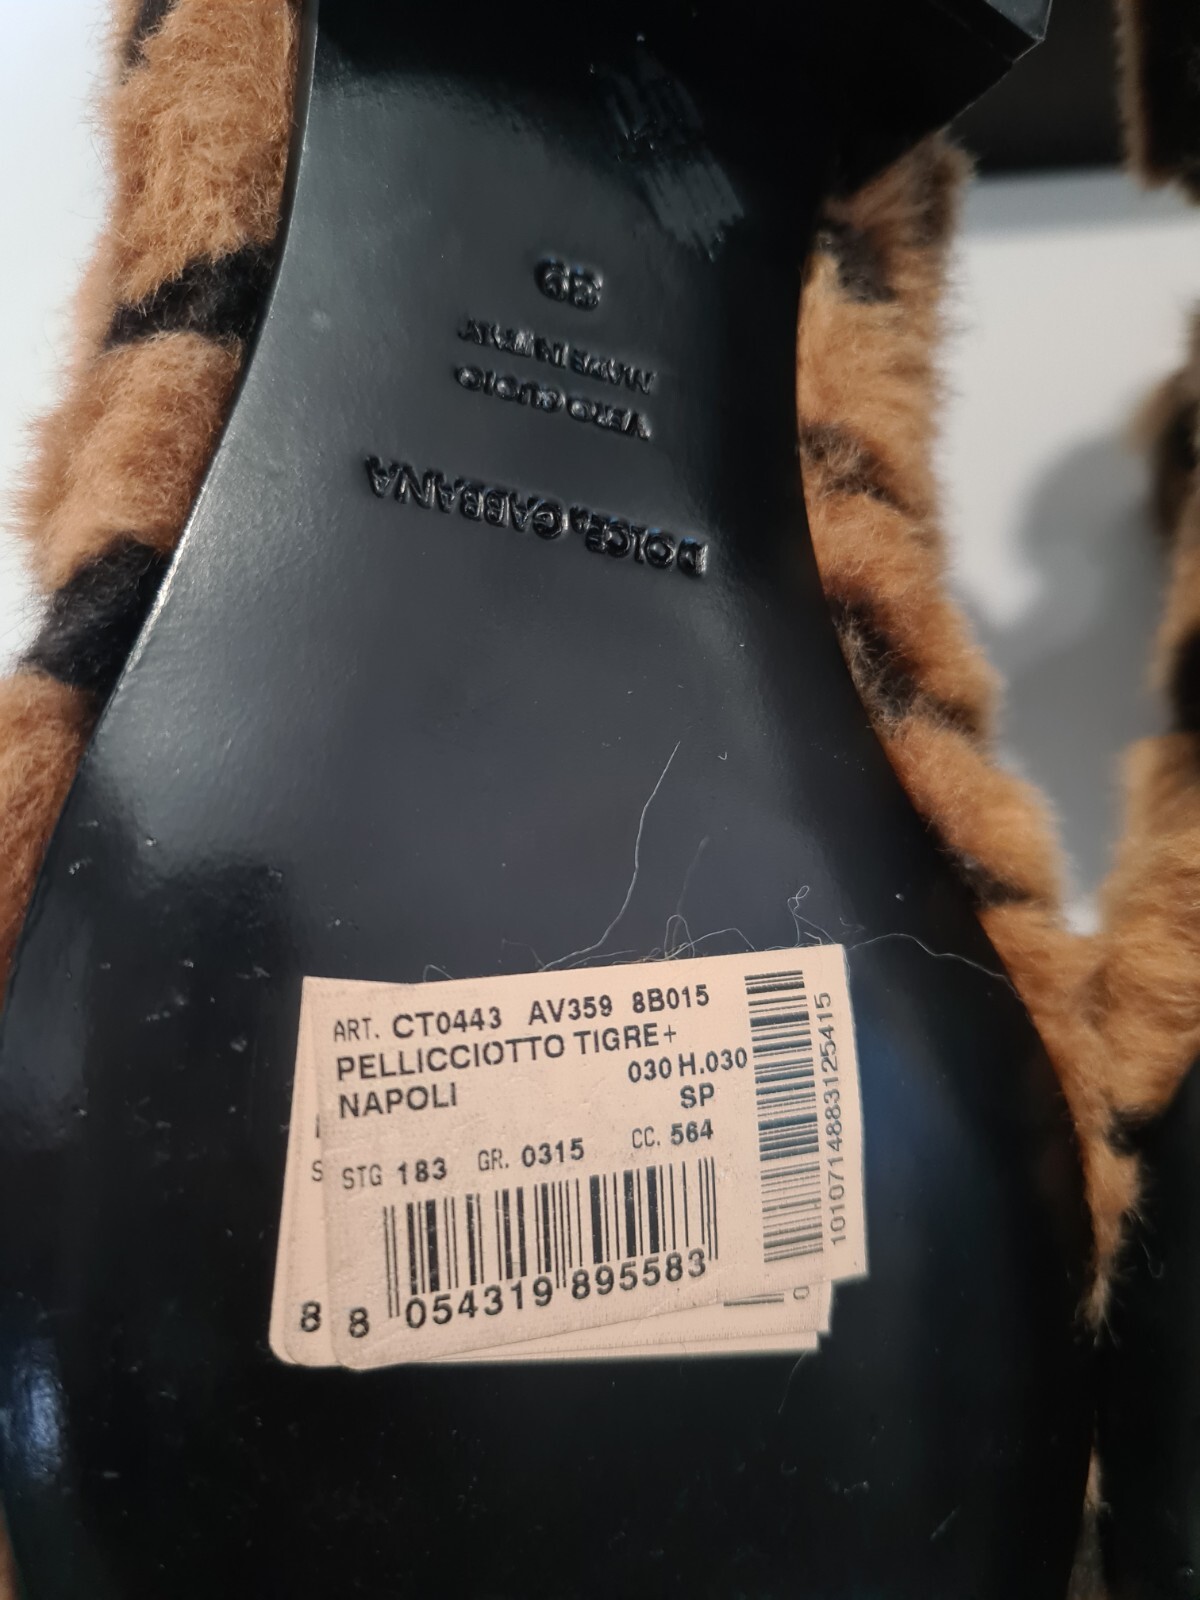 39
MADE IN ITALY
VERO CUOIO
DOLCE & GABBANA
ART. CT0443 AV359 8B015
PELLICCIOTTO TIGRE+
NAPOLI 030 H.030
SP
STG 183 GR. 0315 CC. 564
8 054319 895583
1010714883125415
S
8
0